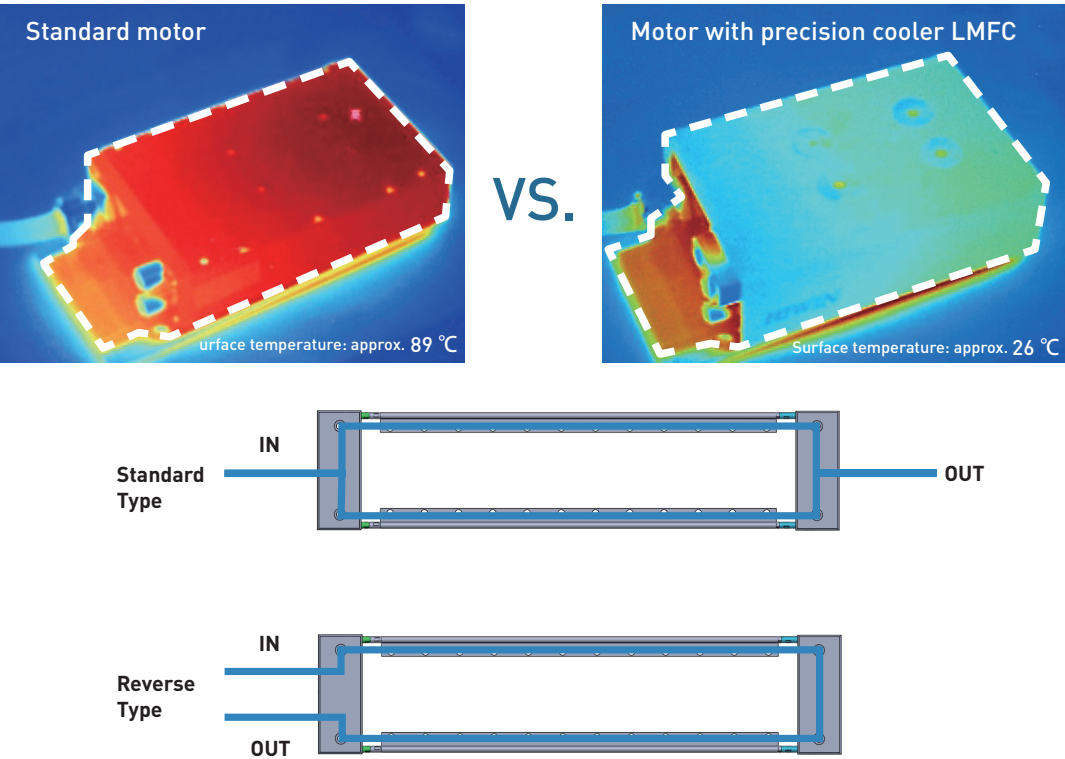 Standard motor
Motor with precision cooler LMFC
VS.
urface temperature: approx. 89 °C
HIWIN
Surface temperature: approx. 26 °C
IN
Standard
Type
OUT
IN
Reverse
Type
OUT